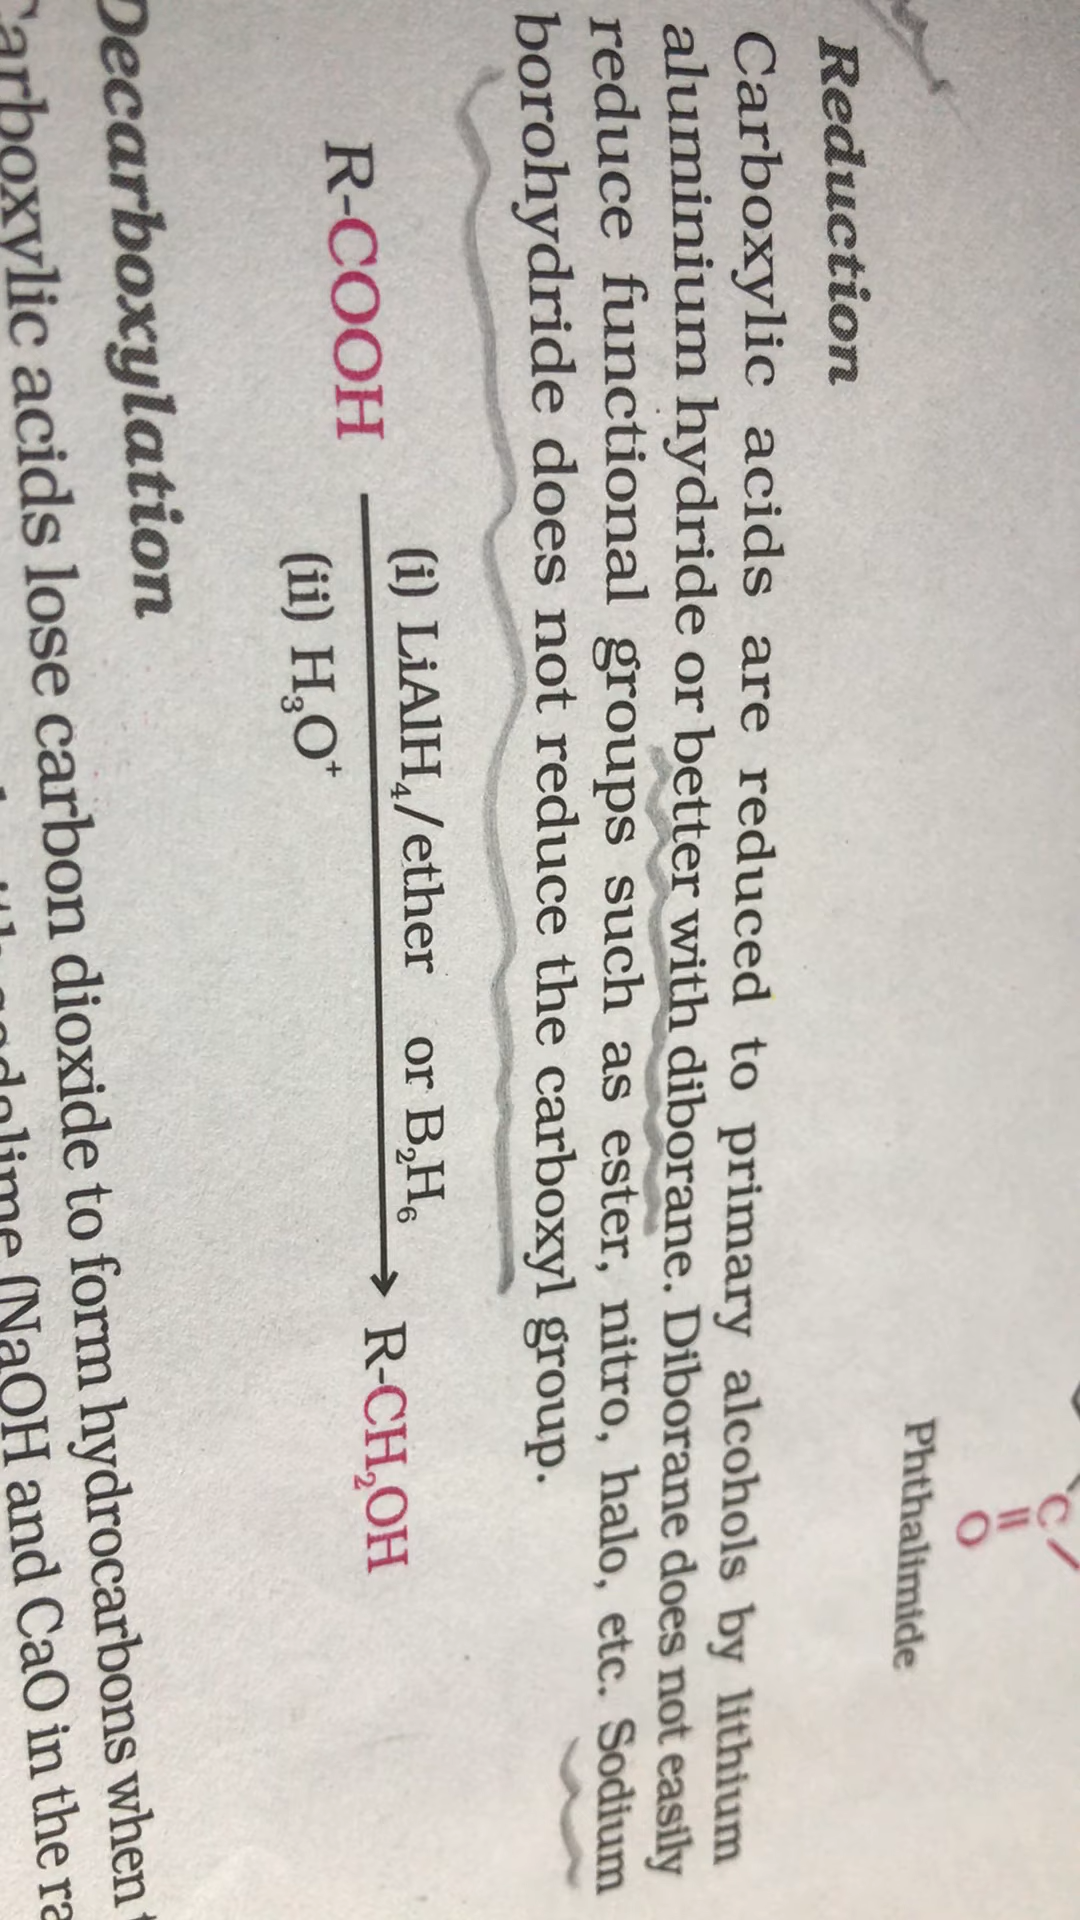 C
O
Phthalimide
Reduction
Carboxylic acids are reduced to primary alcohols by lithium
aluminium hydride or better with diborane. Diborane does not easily
reduce functional groups such as ester, nitro, halo, etc. Sodium
borohydride does not reduce the carboxyl group.
(i) LiAlH₄/ether or B₂H₆
R-COOH → R-CH₂OH
(ii) H₃O⁺
Decarboxylation
Carboxylic acids lose carbon dioxide to form hydrocarbons when
(NaOH and CaO in the ra